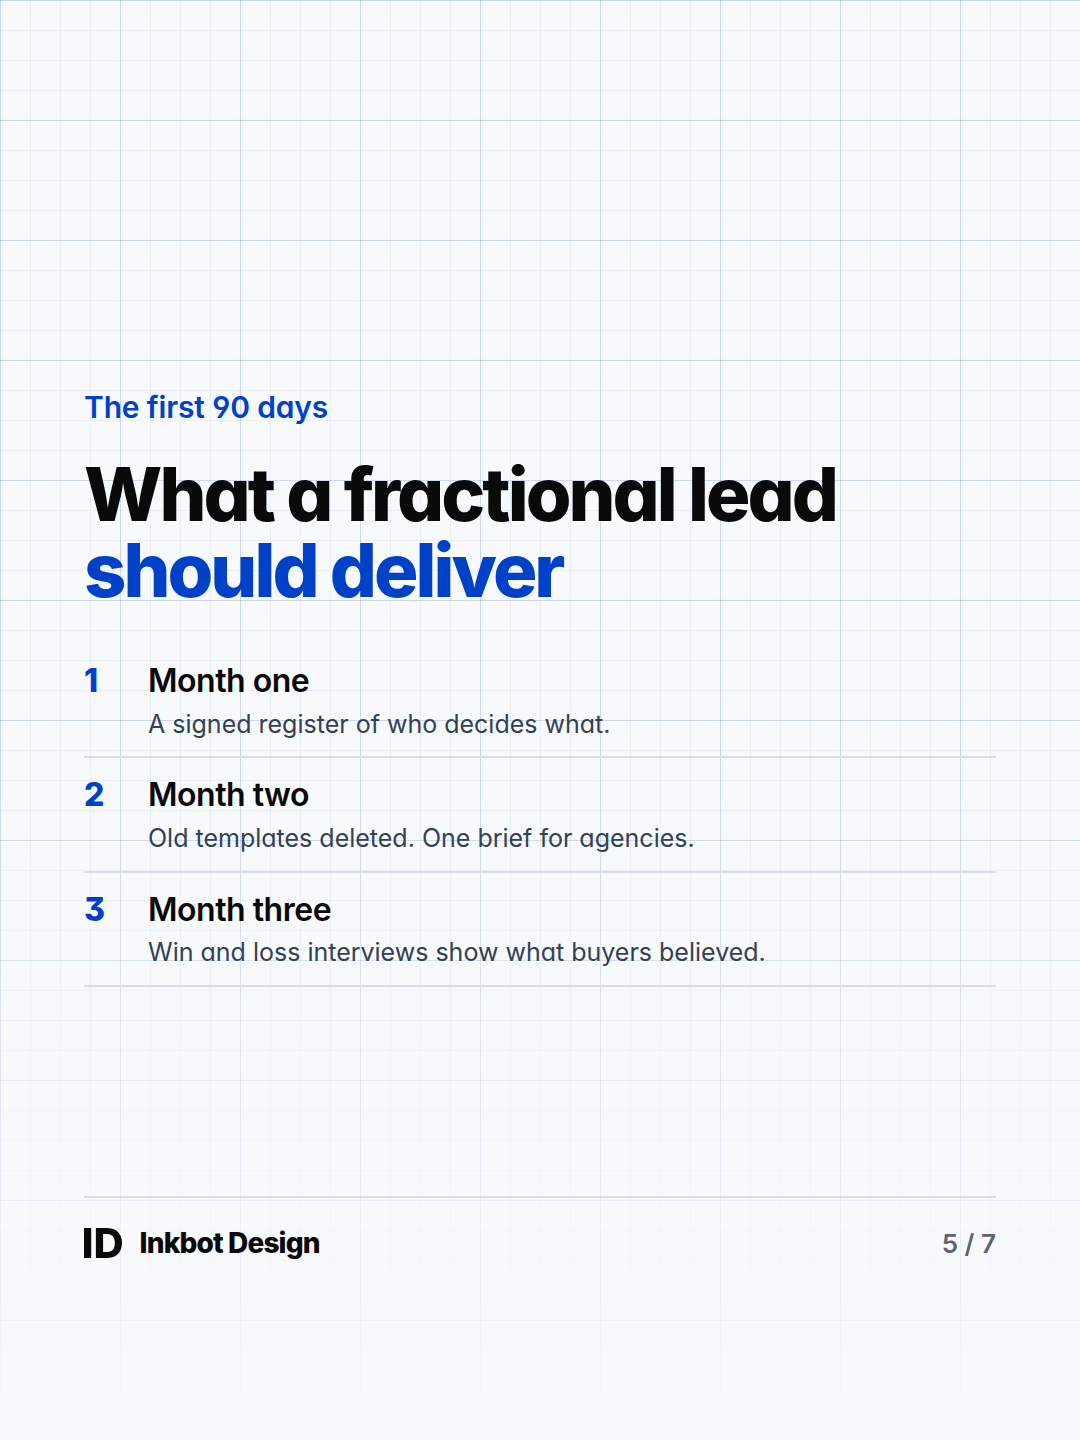 The first 90 days
What a fractional lead
should deliver
1 Month one
A signed register of who decides what.
2 Month two
Old templates deleted. One brief for agencies.
3 Month three
Win and loss interviews show what buyers believed.
ID Inkbot Design
5 / 7